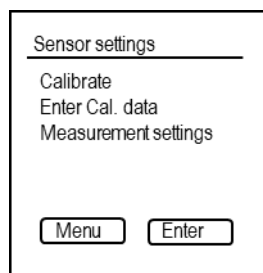 Sensor settings
Calibrate
Enter Cal. data
Measurement settings
Menu Enter